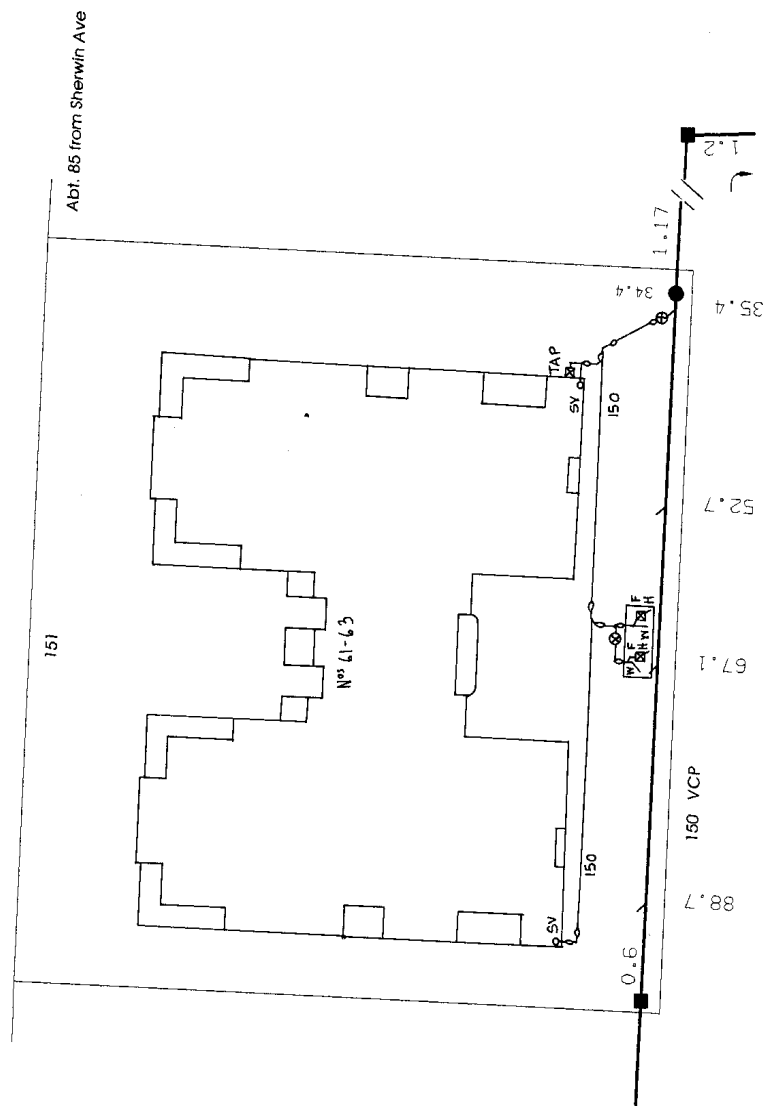 Abt. 85 from Sherwin Ave
151
Nos 61-63
TAP
SV
150
34.4
1.17
1.2
35.4
52.7
67.1
88.7
F
H
W
F
H
W
150 VCP
150
SV
0.6